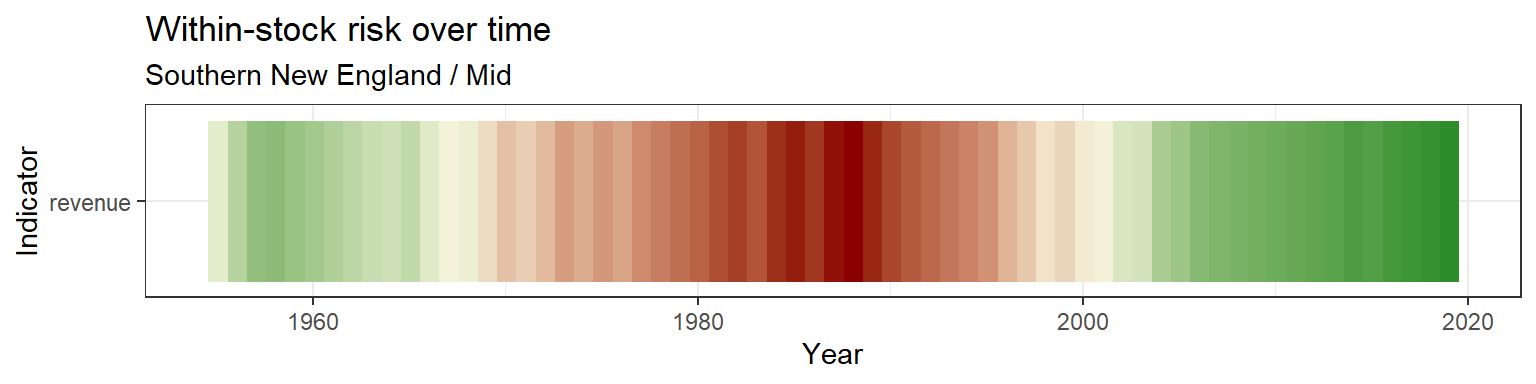 Within-stock risk over time
Southern New England / Mid
Indicator
revenue
1960 1980 2000 2020
Year